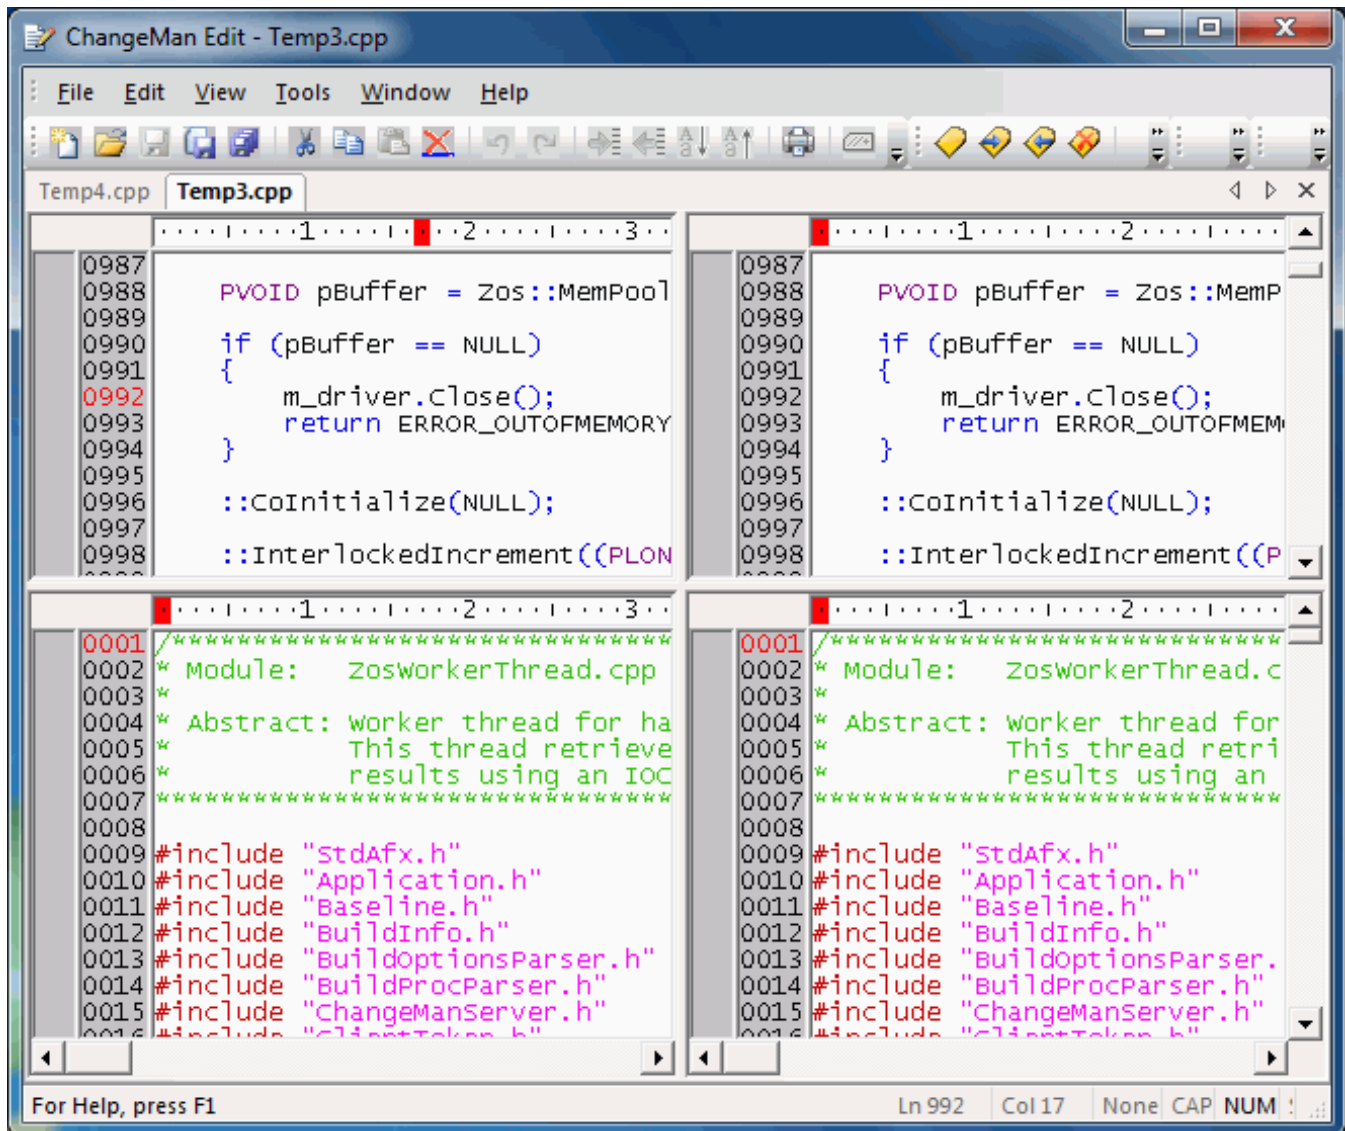 ChangeMan Edit - Temp3.cpp
File Edit View Tools Window Help
Temp4.cpp Temp3.cpp
1 2 3
0987
0988 PVOID pBuffer = Zos::MemPool
0989
0990 if (pBuffer == NULL)
0991 {
0992 m_driver.Close();
0993 return ERROR_OUTOFMEMORY
0994 }
0995
0996 ::CoInitialize(NULL);
0997
0998 ::InterlockedIncrement((PLON
1 2
0987
0988 PVOID pBuffer = Zos::MemP
0989
0990 if (pBuffer == NULL)
0991 {
0992 m_driver.Close();
0993 return ERROR_OUTOFMEM
0994 }
0995
0996 ::CoInitialize(NULL);
0997
0998 ::InterlockedIncrement((P
1 2 3
0001 /********************************
0002 * Module: ZosWorkerThread.cpp
0003 *
0004 * Abstract: Worker thread for ha
0005 * This thread retrieve
0006 * results using an IOC
0007 ********************************
0008
0009 #include "StdAfx.h"
0010 #include "Application.h"
0011 #include "Baseline.h"
0012 #include "BuildInfo.h"
0013 #include "BuildOptionsParser.h"
0014 #include "BuildProcParser.h"
0015 #include "ChangeManServer.h"
0016 #include "ClientToken.h"
1 2
0001 /****************************
0002 * Module: ZosWorkerThread.c
0003 *
0004 * Abstract: Worker thread for
0005 * This thread retri
0006 * results using an
0007 *****************************
0008
0009 #include "StdAfx.h"
0010 #include "Application.h"
0011 #include "Baseline.h"
0012 #include "BuildInfo.h"
0013 #include "BuildOptionsParser.
0014 #include "BuildProcParser.h"
0015 #include "ChangeManServer.h"
0016 #include "ClientToken.h"
For Help, press F1 Ln 992 Col 17 None CAP NUM